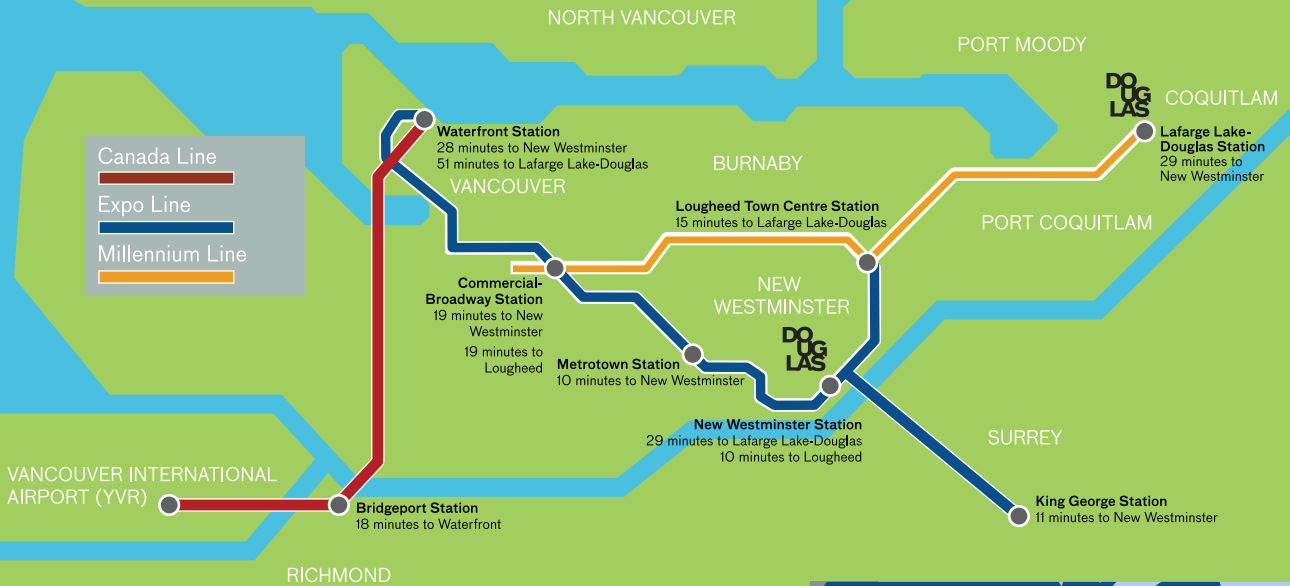 NORTH VANCOUVER
PORT MOODY
DO
UG
LAS
COQUITLAM
Waterfront Station
28 minutes to New Westminster
51 minutes to Lafarge Lake-Douglas
Lafarge Lake-
Douglas Station
29 minutes to
New Westminster
Canada Line
Expo Line
Millennium Line
VANCOUVER
BURNABY
Lougheed Town Centre Station
15 minutes to Lafarge Lake-Douglas
PORT COQUITLAM
Commercial-
Broadway Station
19 minutes to New
Westminster
19 minutes to
Lougheed
NEW
WESTMINSTER
DO
UG
LAS
Metrotown Station
10 minutes to New Westminster
New Westminster Station
29 minutes to Lafarge Lake-Douglas
10 minutes to Lougheed
SURREY
VANCOUVER INTERNATIONAL
AIRPORT (YVR)
Bridgeport Station
18 minutes to Waterfront
King George Station
11 minutes to New Westminster
RICHMOND